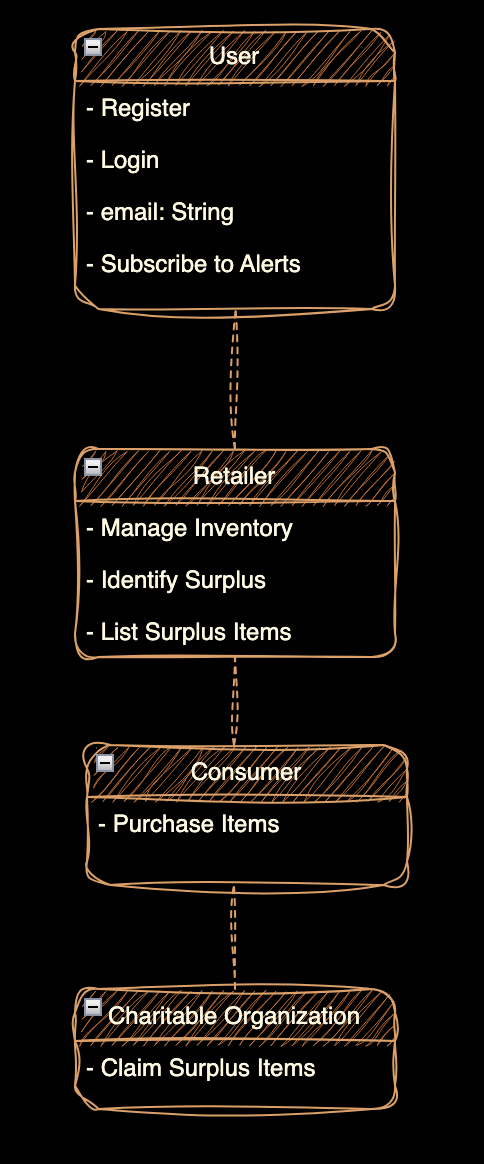 User
- Register
- Login
- email: String
- Subscribe to Alerts
Retailer
- Manage Inventory
- Identify Surplus
- List Surplus Items
Consumer
- Purchase Items
Charitable Organization
- Claim Surplus Items